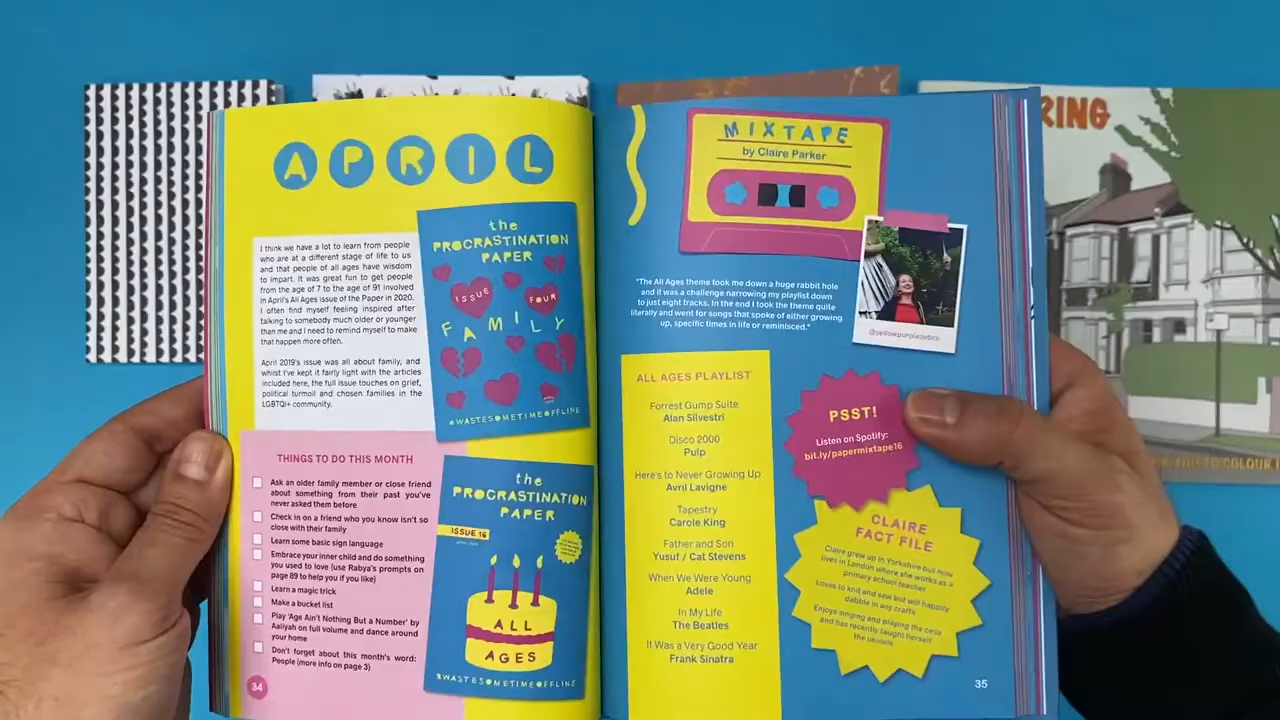 APRIL
I think we have a lot to learn from people
who are at a different stage of life to us
and that people of all ages have wisdom
to impart. It was great fun to get people
from the age of 7 to the age of 91 involved
in April's All Ages issue of the Paper in 2020.
I often find myself feeling inspired after
talking to somebody much older or younger
than me and I need to remind myself to make
that happen more often.
April 2019's issue was all about family, and
whilst I've kept it fairly light with the articles
included here, the full issue touches on grief,
political turmoil and chosen families in the
LGBTQI+ community.
the
PROCRASTINATION
PAPER
ISSUE
FOUR
FAMILY
#WASTESOMETIMEOFFLINE
THINGS TO DO THIS MONTH
Ask an older family member or close friend
about something from their past you've
never asked them before
Check in on a friend who you know isn't so
close with their family
Learn some basic sign language
Embrace your inner child and do something
you used to love (use Rabya's prompts on
page 89 to help you if you like)
Learn a magic trick
Make a bucket list
Play 'Age Ain't Nothing But a Number' by
Aaliyah on full volume and dance around
your home
Don't forget about this month's word:
People (more info on page 3)
34
the
PROCRASTINATION
PAPER
ISSUE 16
ALL
AGES
#WASTESOMETIMEOFFLINE
MIXTAPE
by Claire Parker
@yellowpurplezebra
"The All Ages theme took me down a huge rabbit hole
and it was a challenge narrowing my playlist down
to just eight tracks. In the end I took the theme quite
literally and went for songs that spoke of either growing
up, specific times in life or reminisced."
ALL AGES PLAYLIST
Forrest Gump Suite
Alan Silvestri
Disco 2000
Pulp
Here's to Never Growing Up
Avril Lavigne
Tapestry
Carole King
Father and Son
Yusuf / Cat Stevens
When We Were Young
Adele
In My Life
The Beatles
It Was a Very Good Year
Frank Sinatra
PSST!
Listen on Spotify:
bit.ly/papermixtape16
CLAIRE
FACT FILE
Claire grew up in Yorkshire but now
lives in London where she works as a
primary school teacher
Loves to knit and sew but will happily
dabble in any crafts
Enjoys singing and playing the cello
and has recently taught herself
the ukulele
35
RING
TO COLOUR